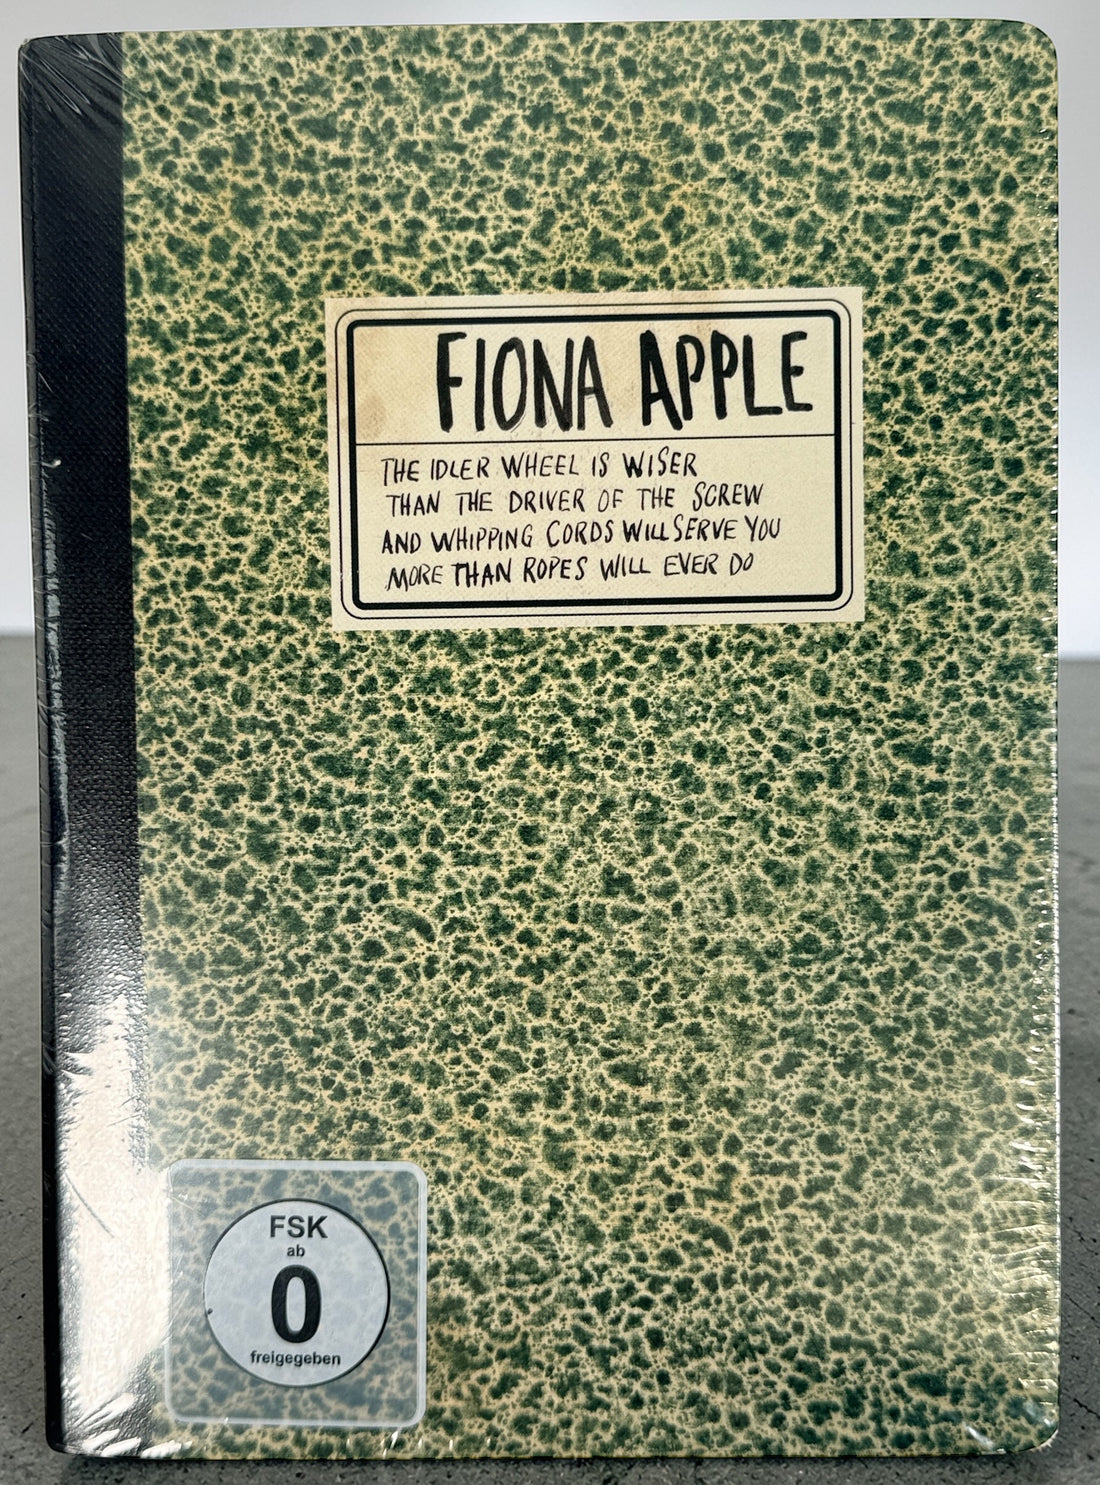 FIONA APPLE
THE IDLER WHEEL IS WISER
THAN THE DRIVER OF THE SCREW
AND WHIPPING CORDS WILL SERVE YOU
MORE THAN ROPES WILL EVER DO
FSK
ab
0
freigegeben